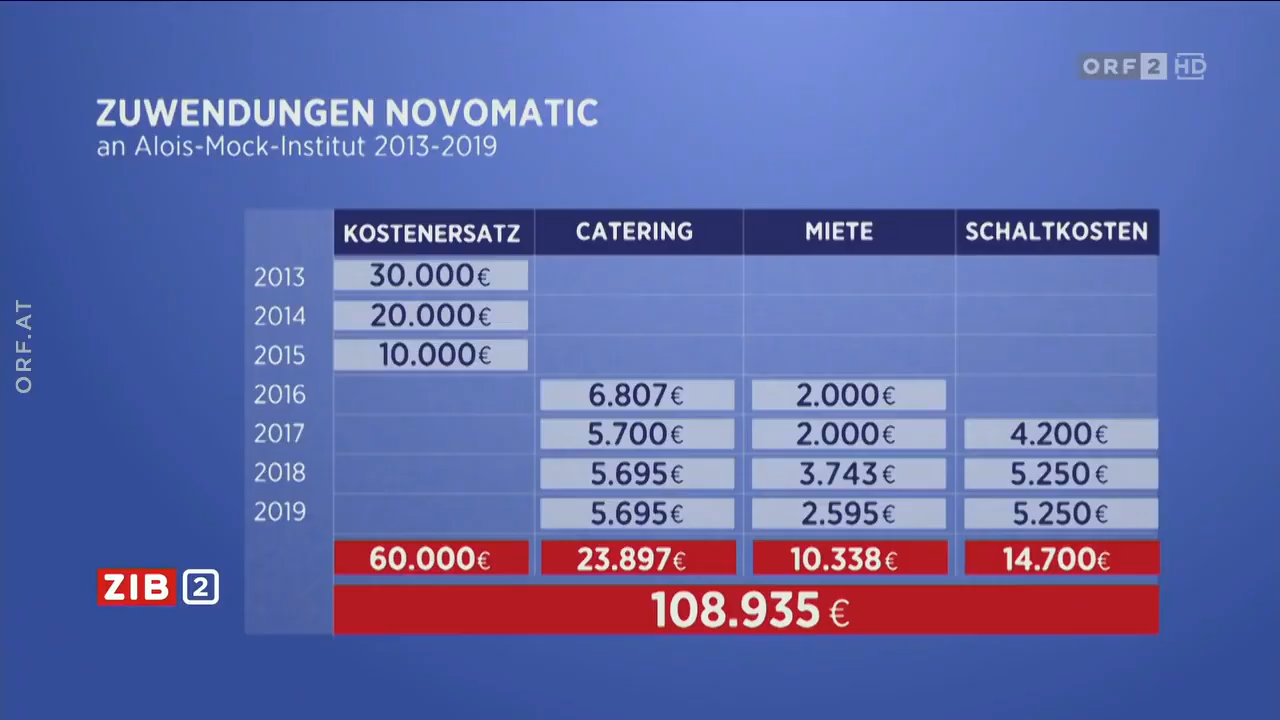 ORF 2 HD
ZUWENDUNGEN NOVOMATIC
an Alois-Mock-Institut 2013-2019
KOSTENERSATZ CATERING MIETE SCHALTKOSTEN
2013 30.000€
2014 20.000€
2015 10.000€
2016 6.807€ 2.000€
2017 5.700€ 2.000€ 4.200€
2018 5.695€ 3.743€ 5.250€
2019 5.695€ 2.595€ 5.250€
60.000€ 23.897€ 10.338€ 14.700€
108.935 €
ZIB 2
ORF.AT